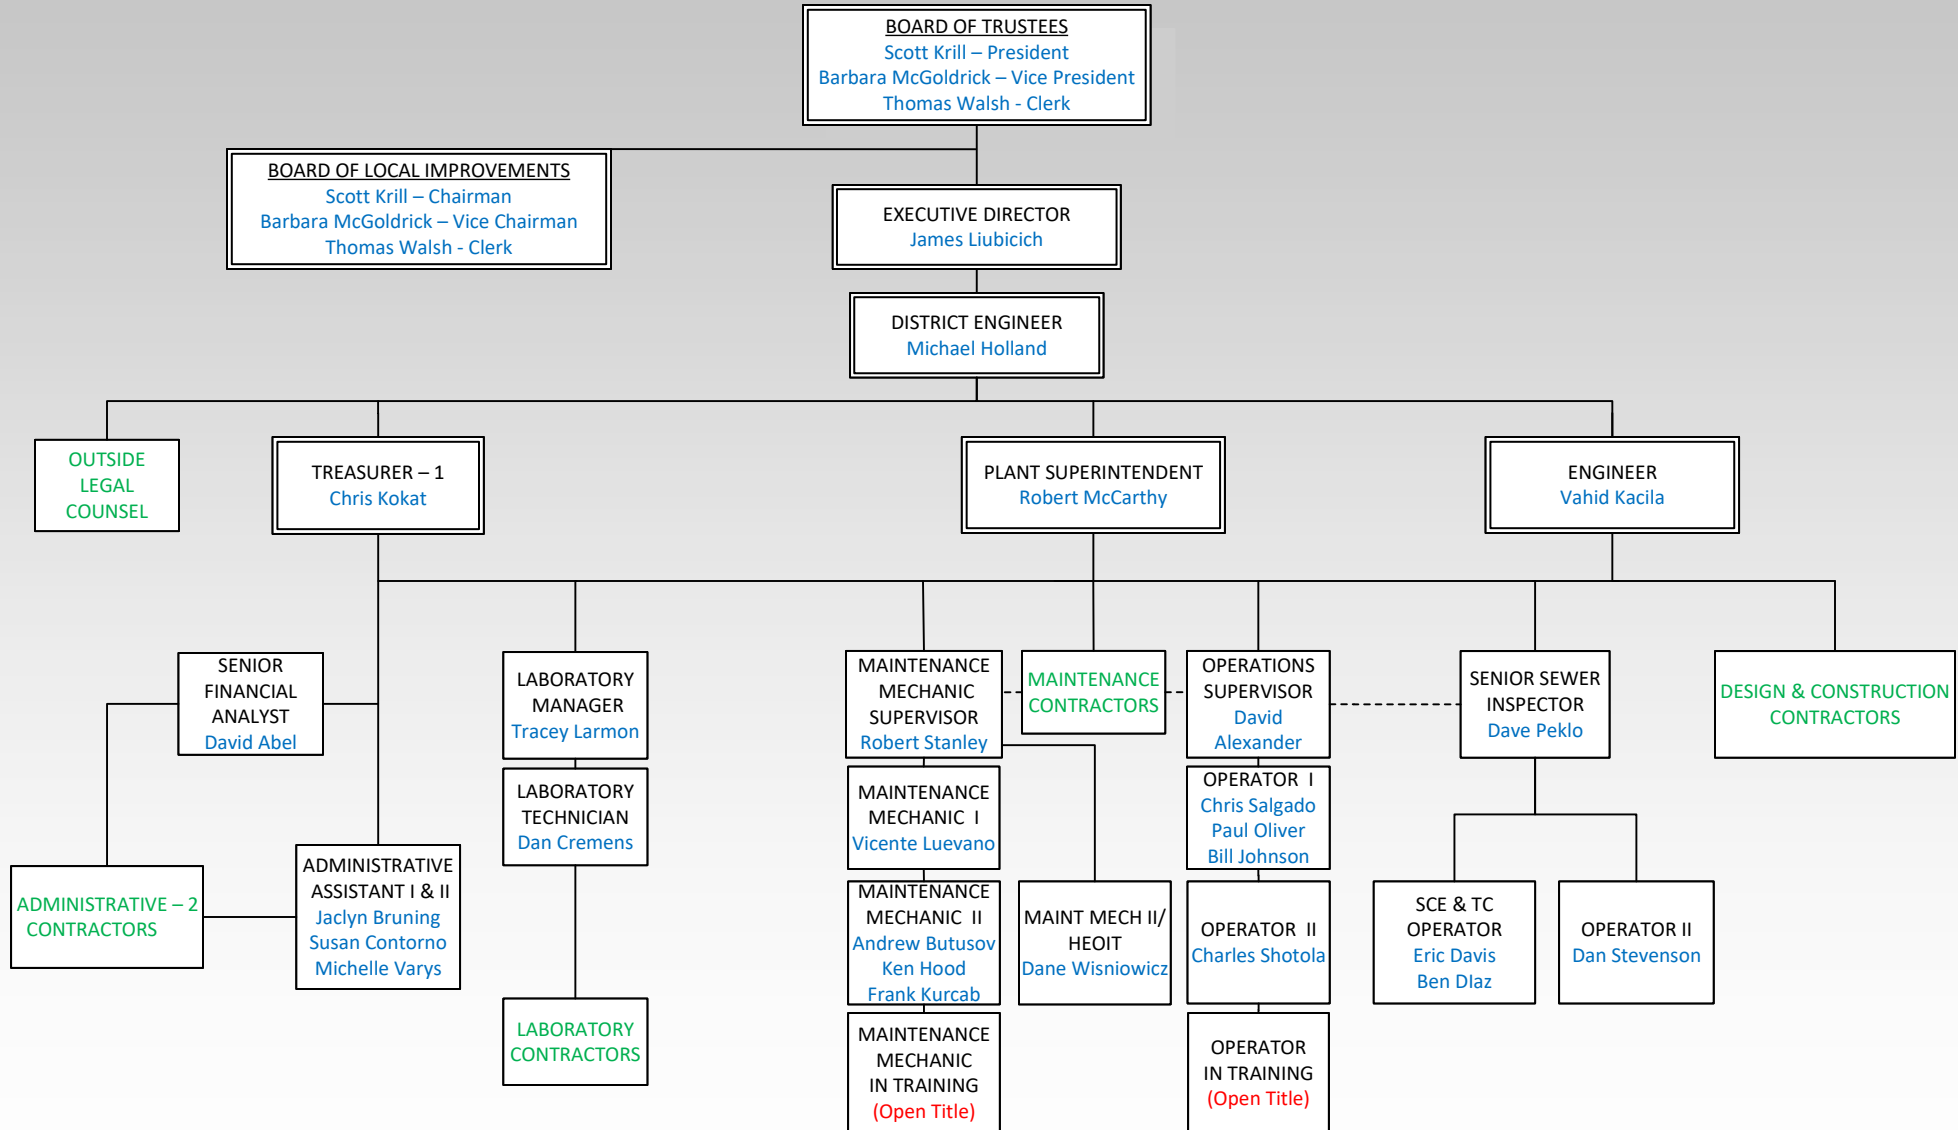 BOARD OF TRUSTEES
Scott Krill – President
Barbara McGoldrick – Vice President
Thomas Walsh - Clerk
BOARD OF LOCAL IMPROVEMENTS
Scott Krill – Chairman
Barbara McGoldrick – Vice Chairman
Thomas Walsh - Clerk
EXECUTIVE DIRECTOR
James Liubicich
DISTRICT ENGINEER
Michael Holland
OUTSIDE
LEGAL
COUNSEL
TREASURER – 1
Chris Kokat
PLANT SUPERINTENDENT
Robert McCarthy
ENGINEER
Vahid Kacila
SENIOR
FINANCIAL
ANALYST
David Abel
LABORATORY
MANAGER
Tracey Larmon
MAINTENANCE
MECHANIC
SUPERVISOR
Robert Stanley
MAINTENANCE
CONTRACTORS
OPERATIONS
SUPERVISOR
David
Alexander
SENIOR SEWER
INSPECTOR
Dave Peklo
DESIGN & CONSTRUCTION
CONTRACTORS
LABORATORY
TECHNICIAN
Dan Cremens
MAINTENANCE
MECHANIC I
Vicente Luevano
OPERATOR I
Chris Salgado
Paul Oliver
Bill Johnson
ADMINISTRATIVE – 2
CONTRACTORS
ADMINISTRATIVE
ASSISTANT I & II
Jaclyn Bruning
Susan Contorno
Michelle Varys
MAINTENANCE
MECHANIC II
Andrew Butusov
Ken Hood
Frank Kurcab
MAINT MECH II/
HEOIT
Dane Wisniowicz
OPERATOR II
Charles Shotola
SCE & TC
OPERATOR
Eric Davis
Ben DIaz
OPERATOR II
Dan Stevenson
LABORATORY
CONTRACTORS
MAINTENANCE
MECHANIC
IN TRAINING
(Open Title)
OPERATOR
IN TRAINING
(Open Title)